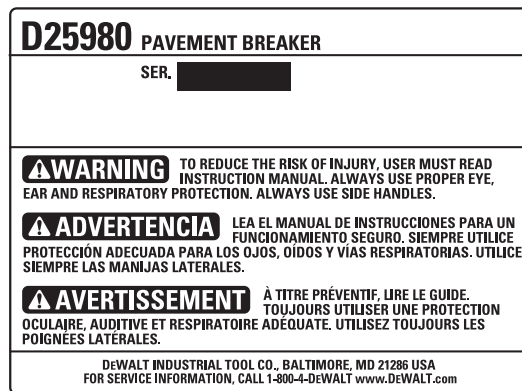 D25980 PAVEMENT BREAKER
SER.
WARNING TO REDUCE THE RISK OF INJURY, USER MUST READ
INSTRUCTION MANUAL. ALWAYS USE PROPER EYE,
EAR AND RESPIRATORY PROTECTION. ALWAYS USE SIDE HANDLES.
ADVERTENCIA LEA EL MANUAL DE INSTRUCCIONES PARA UN
FUNCIONAMIENTO SEGURO. SIEMPRE UTILICE
PROTECCIÓN ADECUADA PARA LOS OJOS, OÍDOS Y VÍAS RESPIRATORIAS. UTILICE
SIEMPRE LAS MANIJAS LATERALES.
AVERTISSEMENT À TITRE PRÉVENTIF, LIRE LE GUIDE.
TOUJOURS UTILISER UNE PROTECTION
OCULAIRE, AUDITIVE ET RESPIRATOIRE ADÉQUATE. UTILISEZ TOUJOURS LES
POIGNÉES LATÉRALES.
DEWALT INDUSTRIAL TOOL CO., BALTIMORE, MD 21286 USA
FOR SERVICE INFORMATION, CALL 1-800-4-DEWALT www.DEWALT.com